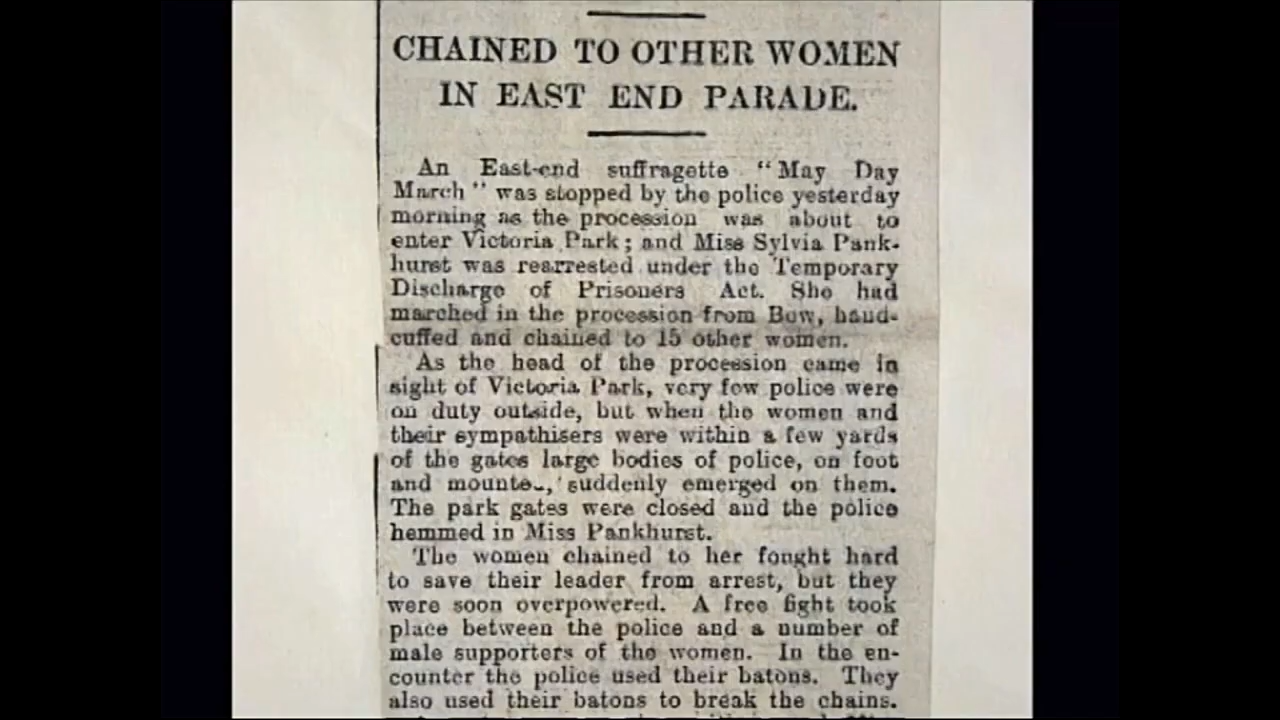 CHAINED TO OTHER WOMEN
IN EAST END PARADE.
An East-end suffragette "May Day
March" was stopped by the police yesterday
morning as the procession was about to
enter Victoria Park; and Miss Sylvia Pank-
hurst was rearrested under the Temporary
Discharge of Prisoners Act. She had
marched in the procession from Bow, hand-
cuffed and chained to 15 other women.
As the head of the procession came in
sight of Victoria Park, very few police were
on duty outside, but when the women and
their sympathisers were within a few yards
of the gates large bodies of police, on foot
and mounte_, suddenly emerged on them.
The park gates were closed and the police
hemmed in Miss Pankhurst.
The women chained to her fought hard
to save their leader from arrest, but they
were soon overpowered. A free fight took
place between the police and a number of
male supporters of the women. In the en-
counter the police used their batons. They
also used their batons to break the chains.